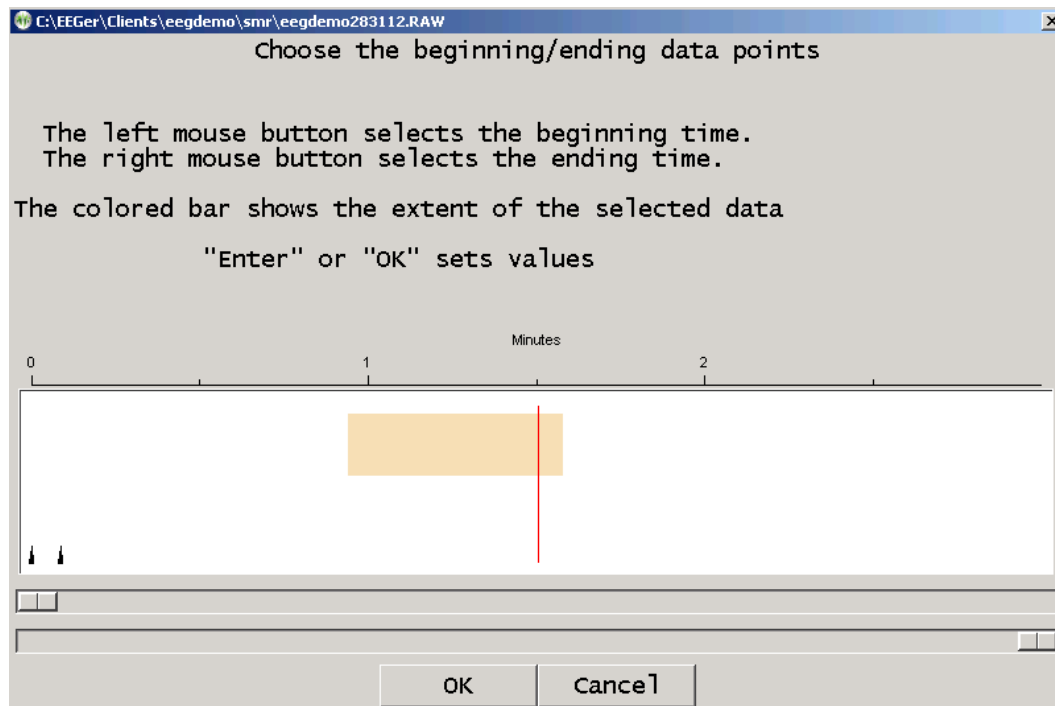 C:\EEGer\Clients\eegdemo\smr\eegdemo283112.RAW
Choose the beginning/ending data points
The left mouse button selects the beginning time.
The right mouse button selects the ending time.
The colored bar shows the extent of the selected data
"Enter" or "OK" sets values
Minutes
0 1 2
OK Cancel